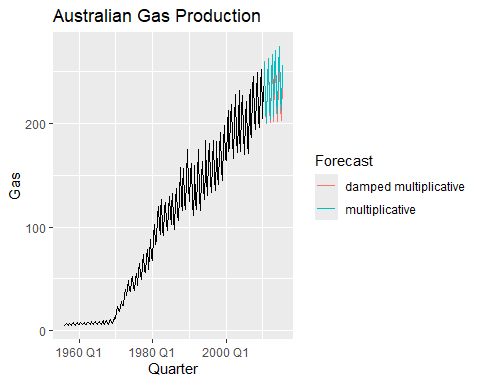 Australian Gas Production
Gas
200
100
0
1960 Q1 1980 Q1 2000 Q1
Quarter
Forecast
damped multiplicative
multiplicative